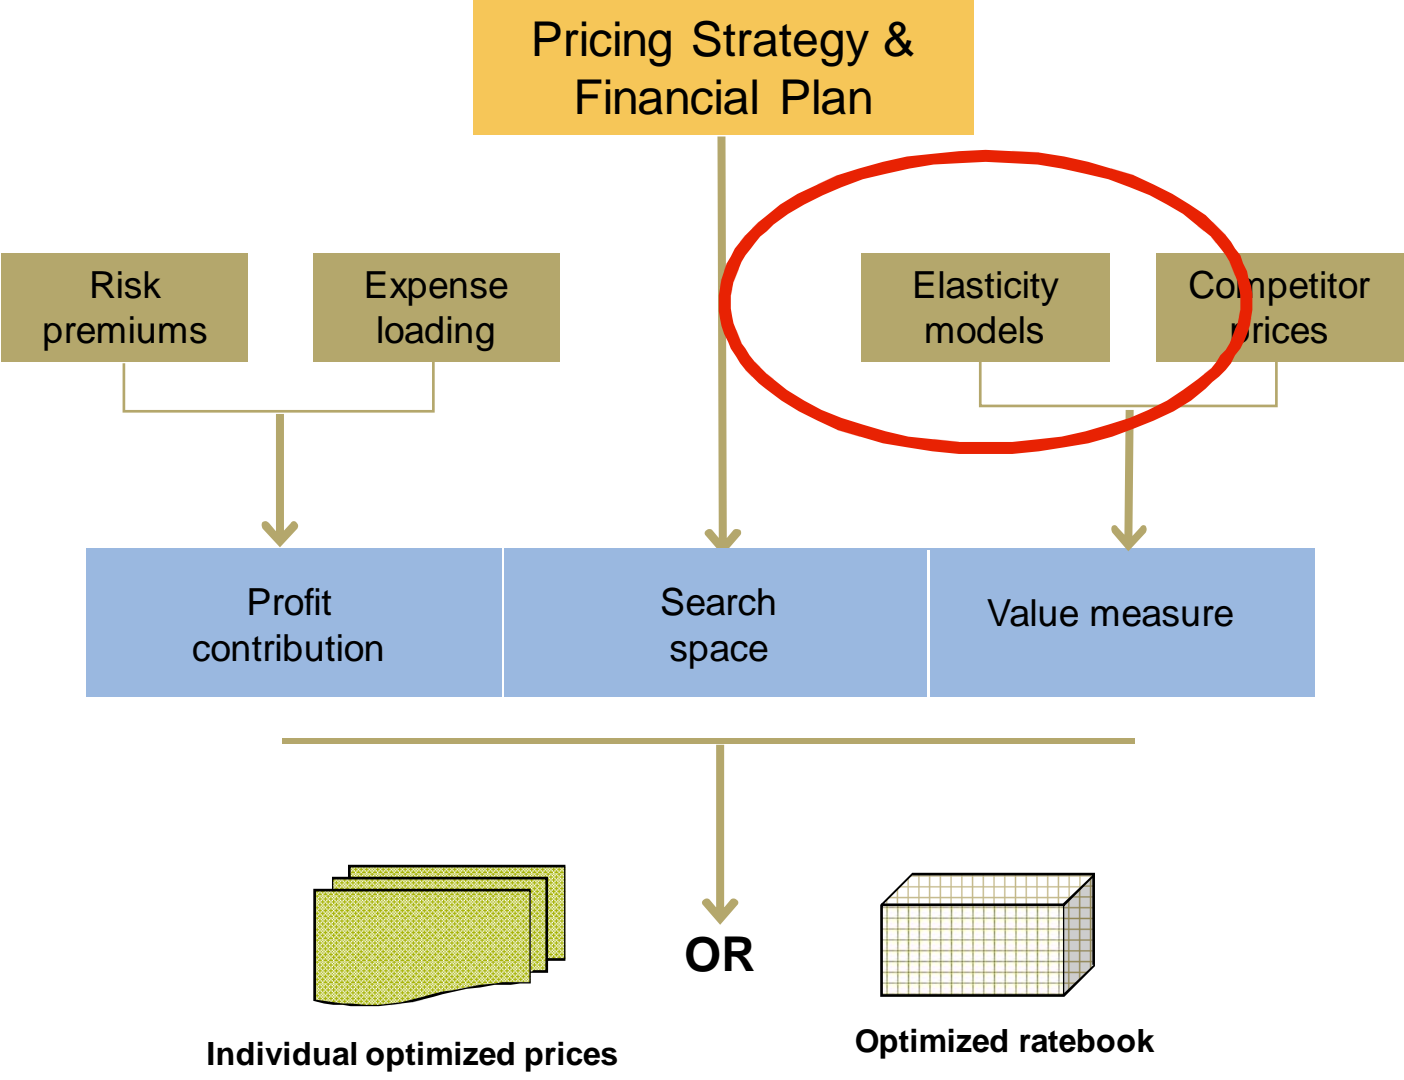 Pricing Strategy &
Financial Plan
Risk
premiums
Expense
loading
Elasticity
models
Competitor
prices
Profit
contribution
Search
space
Value measure
OR
Individual optimized prices
Optimized ratebook